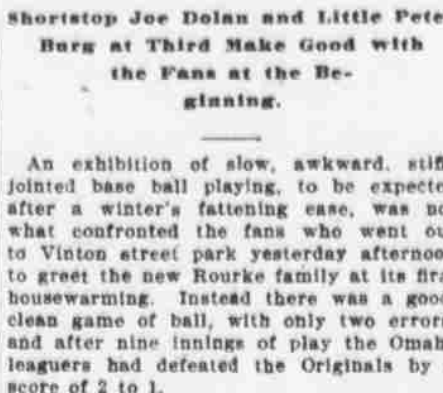 Shortstop Joe Dolan and Little Pete
Burg at Third Make Good with
the Fans at the Be-
ginning.
An exhibition of slow, awkward, stiff
jointed base ball playing, to be expecte
after a winter's fattening ease, was no
what confronted the fans who went ou
to Vinton street park yesterday afternoo
to greet the new Rourke family at its firs
housewarming. Instead there was a goo
clean game of ball, with only two errors
and after nine innings of play the Omah
leaguers had defeated the Originals by
score of 2 to 1.